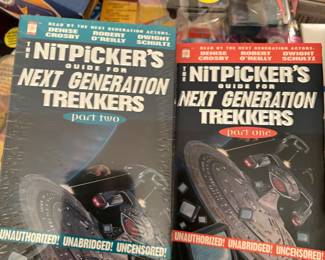 READ BY THE NEXT GENERATION ACTORS,
DENISE CROSBY
ROBERT O'REILLY
DWIGHT SCHULTZ
THE
NITPICKER'S
GUIDE FOR
NEXT GENERATION
TREKKERS
part two
UNAUTHORIZED! UNABRIDGED! UNCENSORED!
READ BY THE NEXT GENERATION ACTORS,
DENISE CROSBY
ROBERT O'REILLY
DWIGHT SCHULTZ
THE
NITPICKER'S
GUIDE FOR
NEXT GENERATION
TREKKERS
part one
UNAUTHORIZED! UNABRIDGED! UNCENSORED!